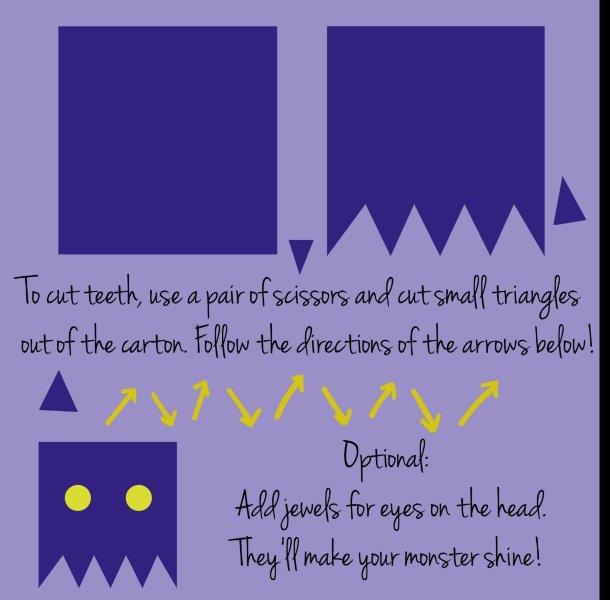 To cut teeth, use a pair of scissors and cut small triangles
out of the carton. Follow the directions of the arrows below!
Optional:
Add jewels for eyes on the head.
They'll make your monster shine!